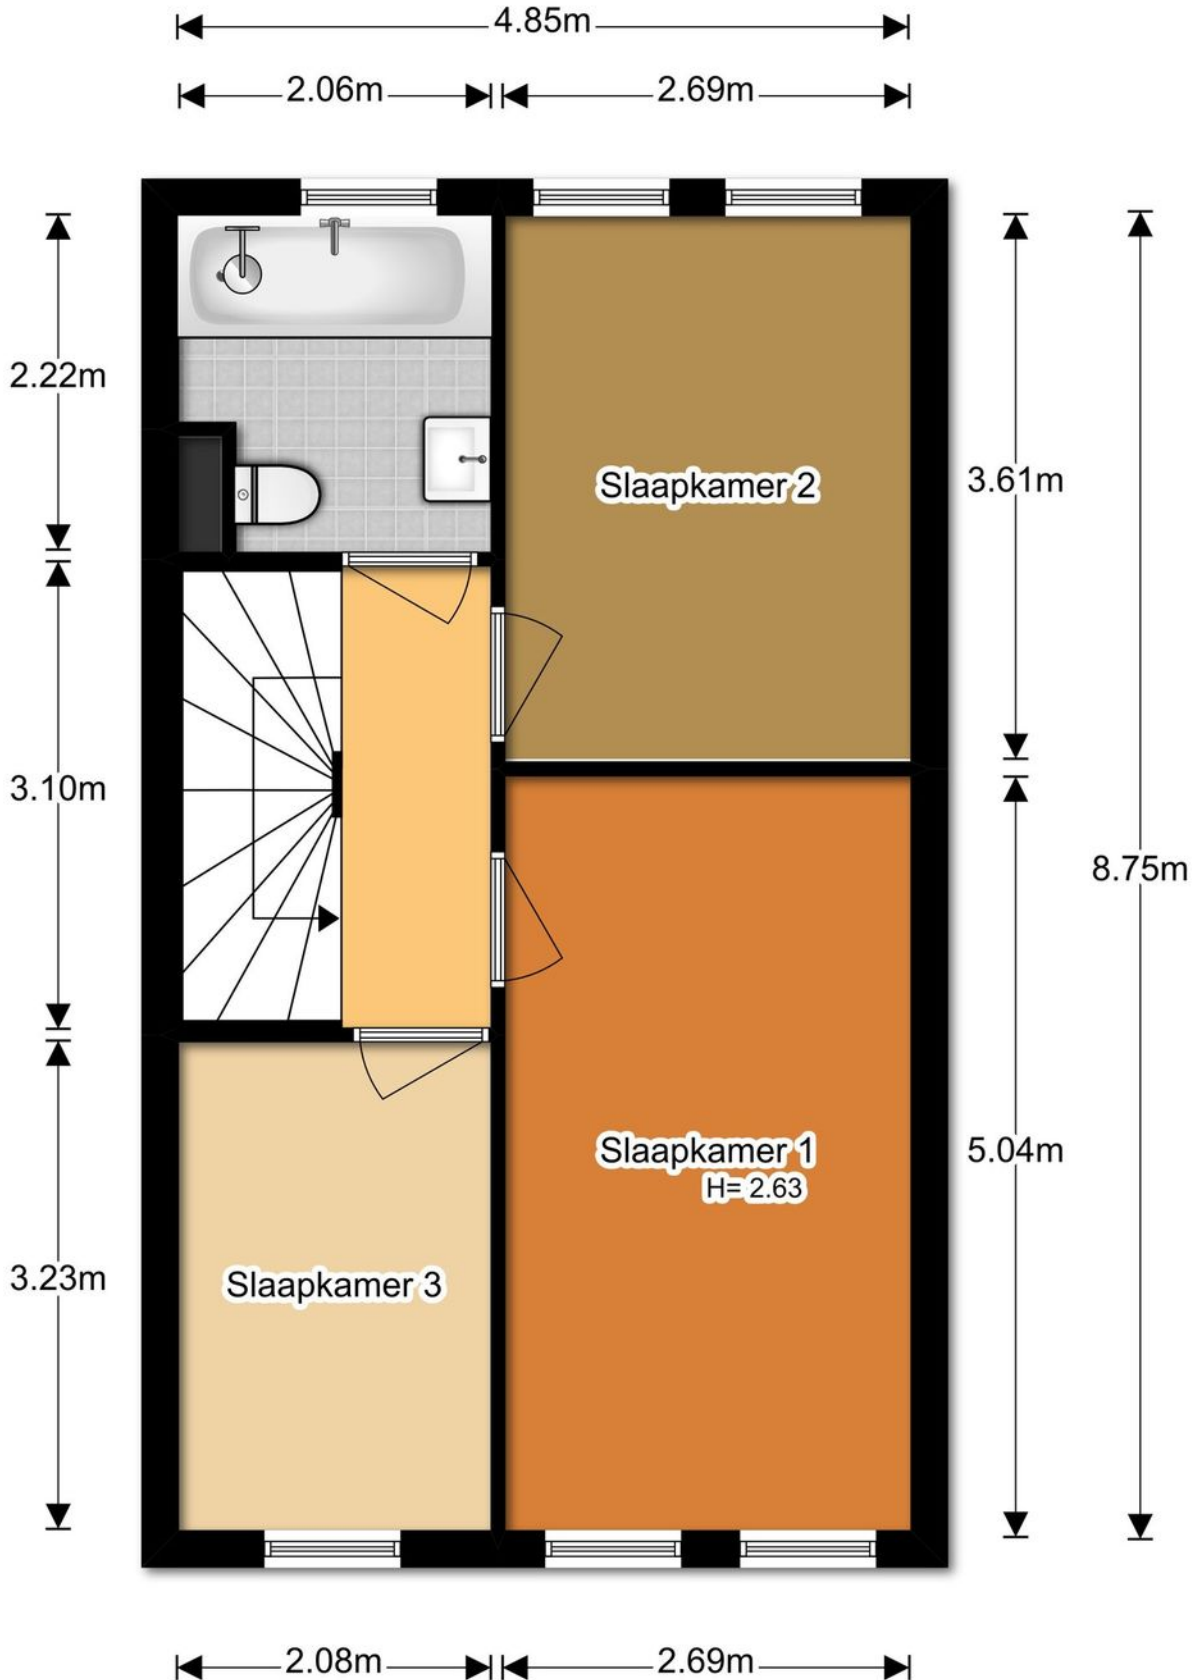 4.85m
2.06m
2.69m
2.22m
Slaapkamer 2
3.61m
3.10m
8.75m
Slaapkamer 1
H= 2.63
5.04m
Slaapkamer 3
3.23m
2.08m
2.69m